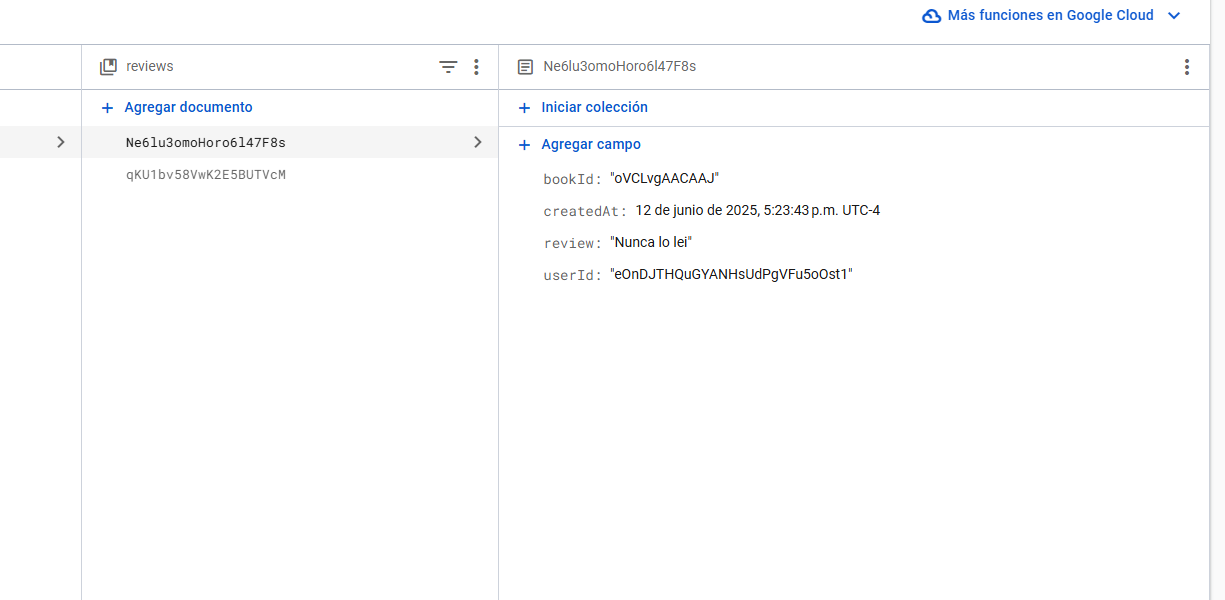 Más funciones en Google Cloud
reviews
Ne6lu3omoHoro6l47F8s
Agregar documento
Iniciar colección
Ne6lu3omoHoro6l47F8s
Agregar campo
qKU1bv58VwK2E5BUTVcM
bookId: "oVCLvgAACAAJ"
createdAt: 12 de junio de 2025, 5:23:43 p.m. UTC-4
review: "Nunca lo lei"
userId: "eOnDJTHQuGYANHsUdPgVFu5oOst1"